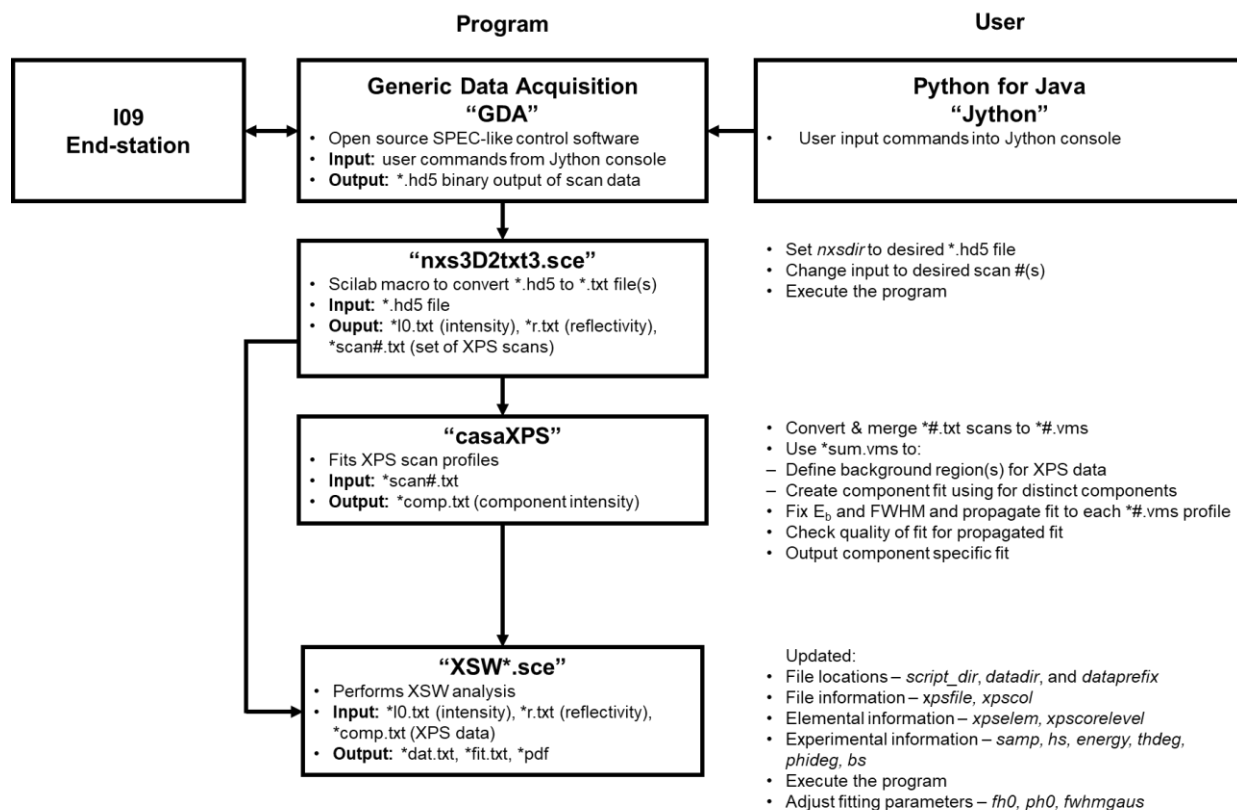 Program
User
I09
End-station
Generic Data Acquisition
“GDA”
• Open source SPEC-like control software
• Input: user commands from Jython console
• Output: *.hd5 binary output of scan data
Python for Java
“Jython”
• User input commands into Jython console
“nxs3D2txt3.sce”
• Scilab macro to convert *.hd5 to *.txt file(s)
• Input: *.hd5 file
• Ouput: *I0.txt (intensity), *r.txt (reflectivity),
*scan#.txt (set of XPS scans)
• Set nxsdir to desired *.hd5 file
• Change input to desired scan #(s)
• Execute the program
“casaXPS”
• Fits XPS scan profiles
• Input: *scan#.txt
• Output: *comp.txt (component intensity)
• Convert & merge *#.txt scans to *#.vms
• Use *sum.vms to:
– Define background region(s) for XPS data
– Create component fit using for distinct components
• Fix Eb and FWHM and propagate fit to each *#.vms profile
• Check quality of fit for propagated fit
• Output component specific fit
“XSW*.sce”
• Performs XSW analysis
• Input: *I0.txt (intensity), *r.txt (reflectivity),
*comp.txt (XPS data)
• Output: *dat.txt, *fit.txt, *pdf
Updated:
• File locations – script_dir, datadir, and dataprefix
• File information – xpsfile, xpscol
• Elemental information – xpselem, xpscorelevel
• Experimental information – samp, hs, energy, thdeg,
phideg, bs
• Execute the program
• Adjust fitting parameters – fh0, ph0, fwhmgaus